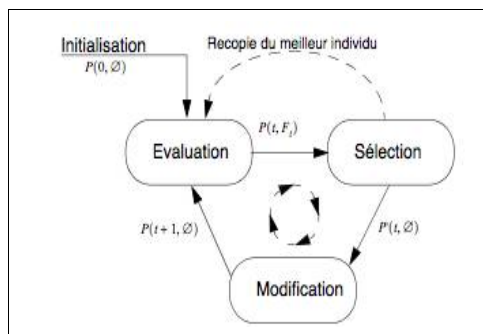 Initialisation
Recopie du meilleur individu
P(0, ∅)
P(t, F_t)
Evaluation
Sélection
P(t+1, ∅)
P(t, ∅)
Modification